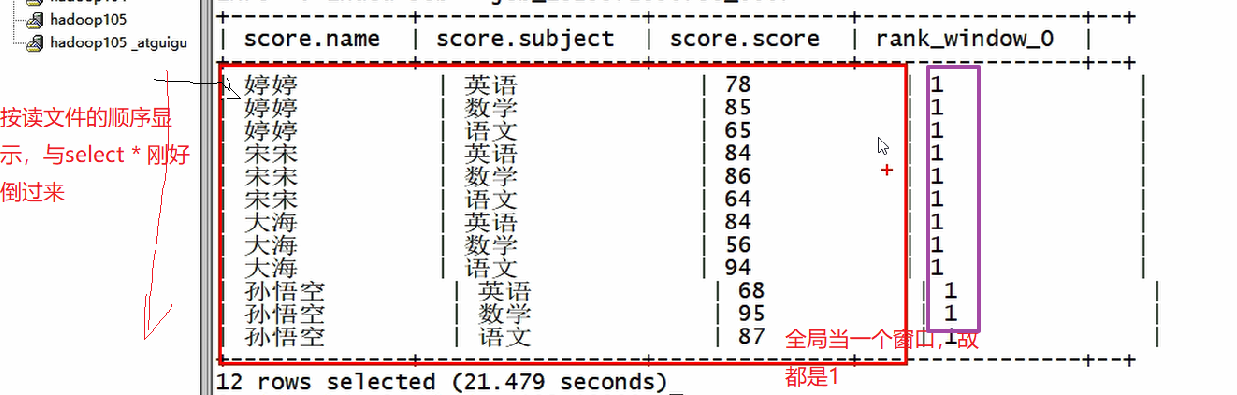 hadoop105
hadoop105 _atguigu
按读文件的顺序显
示，与select * 刚好
倒过来
| score.name | score.subject | score.score | rank_window_0 |
| 婷婷 | 英语 | 78 | 1 |
| 婷婷 | 数学 | 85 | 1 |
| 婷婷 | 语文 | 65 | 1 |
| 宋宋 | 英语 | 84 | 1 |
| 宋宋 | 数学 | 86 | 1 |
| 宋宋 | 语文 | 64 | 1 |
| 大海 | 英语 | 84 | 1 |
| 大海 | 数学 | 56 | 1 |
| 大海 | 语文 | 94 | 1 |
| 孙悟空 | 英语 | 68 | 1 |
| 孙悟空 | 数学 | 95 | 1 |
| 孙悟空 | 语文 | 87 | 1 |
全局当一个窗口，故
都是1
12 rows selected (21.479 seconds)